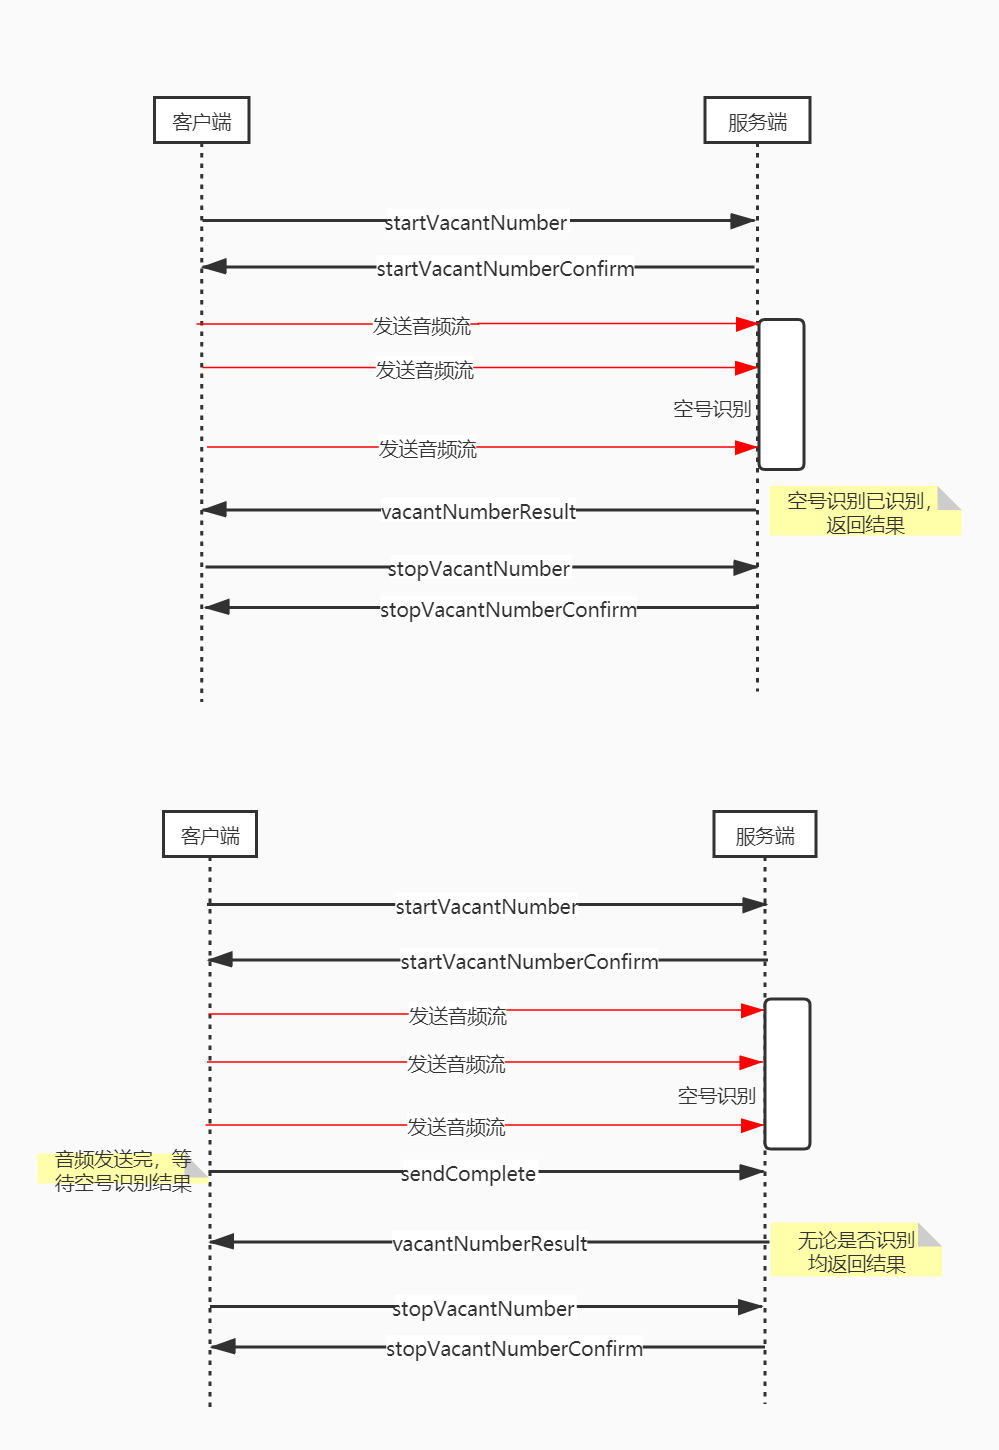 客户端
服务端
startVacantNumber
startVacantNumberConfirm
发送音频流
发送音频流
空号识别
发送音频流
空号识别已识别，
返回结果
vacantNumberResult
stopVacantNumber
stopVacantNumberConfirm
客户端
服务端
startVacantNumber
startVacantNumberConfirm
发送音频流
发送音频流
空号识别
发送音频流
音频发送完，等
待空号识别结果
sendComplete
vacantNumberResult
无论是否识别
均返回结果
stopVacantNumber
stopVacantNumberConfirm